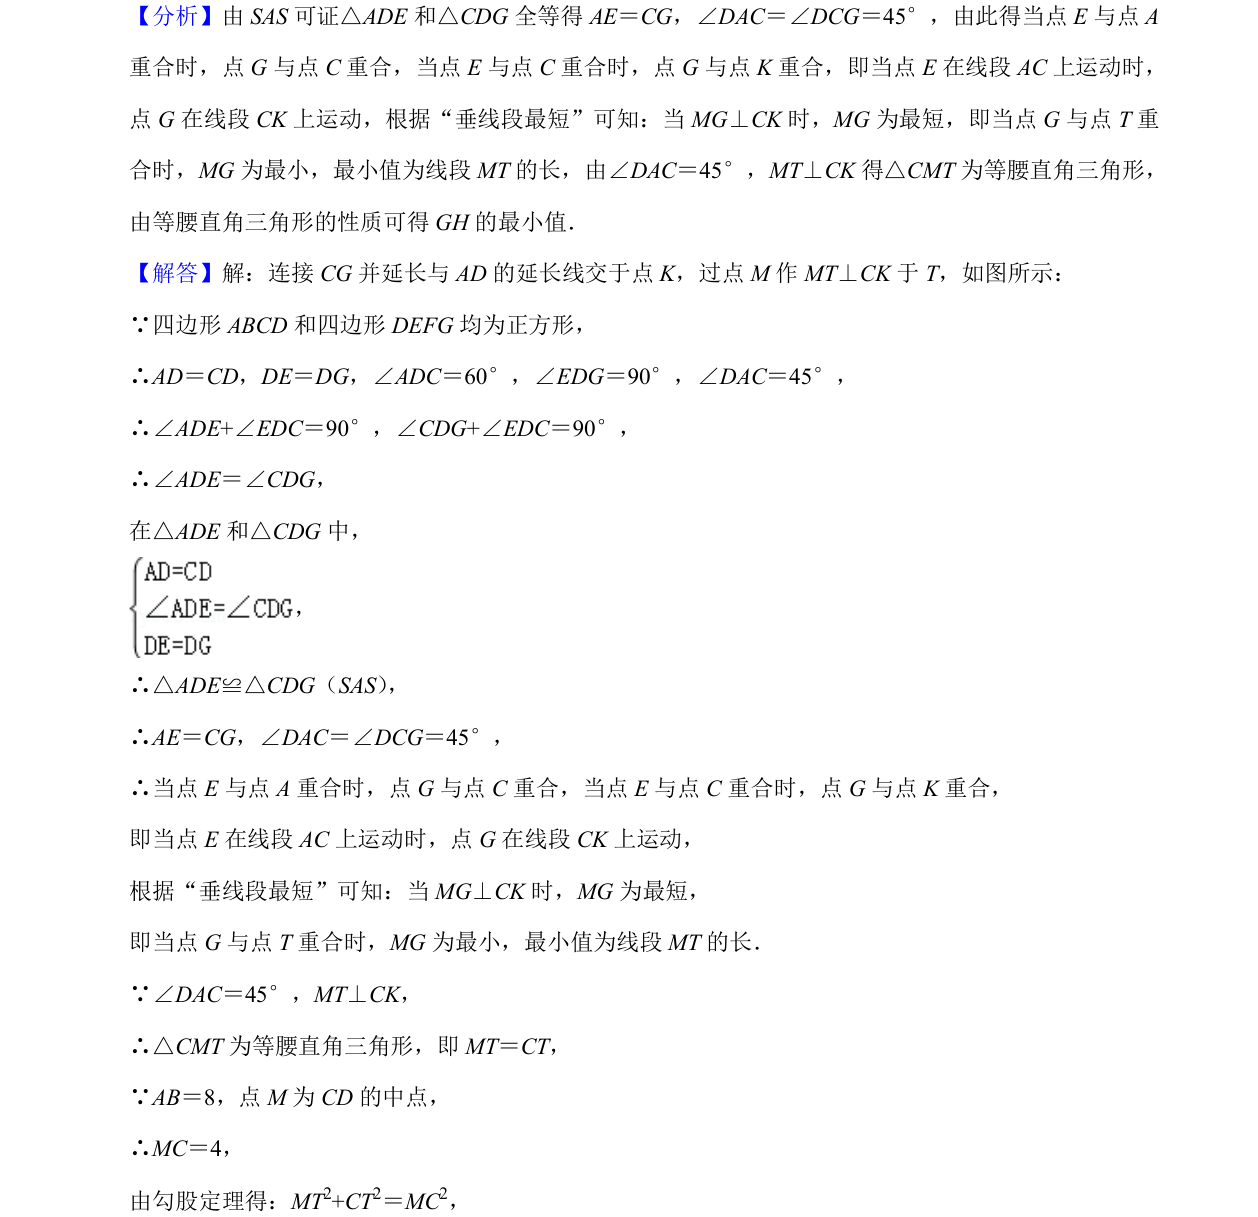 【分析】由 SAS 可证△ADE 和△CDG 全等得 AE＝CG，∠DAC＝∠DCG＝45°，由此得当点 E 与点 A
重合时，点 G 与点 C 重合，当点 E 与点 C 重合时，点 G 与点 K 重合，即当点 E 在线段 AC 上运动时，
点 G 在线段 CK 上运动，根据“垂线段最短”可知：当 MG⊥CK 时，MG 为最短，即当点 G 与点 T 重
合时，MG 为最小，最小值为线段 MT 的长，由∠DAC＝45°，MT⊥CK 得△CMT 为等腰直角三角形，
由等腰直角三角形的性质可得 GH 的最小值．
【解答】解：连接 CG 并延长与 AD 的延长线交于点 K，过点 M 作 MT⊥CK 于 T，如图所示：
∵四边形 ABCD 和四边形 DEFG 均为正方形，
∴AD＝CD，DE＝DG，∠ADC＝60°，∠EDG＝90°，∠DAC＝45°，
∴∠ADE+∠EDC＝90°，∠CDG+∠EDC＝90°，
∴∠ADE＝∠CDG，
在△ADE 和△CDG 中，
AD=CD
∠ADE=∠CDG，
DE=DG
∴△ADE≌△CDG（SAS），
∴AE＝CG，∠DAC＝∠DCG＝45°，
∴当点 E 与点 A 重合时，点 G 与点 C 重合，当点 E 与点 C 重合时，点 G 与点 K 重合，
即当点 E 在线段 AC 上运动时，点 G 在线段 CK 上运动，
根据“垂线段最短”可知：当 MG⊥CK 时，MG 为最短，
即当点 G 与点 T 重合时，MG 为最小，最小值为线段 MT 的长．
∵∠DAC＝45°，MT⊥CK，
∴△CMT 为等腰直角三角形，即 MT＝CT，
∵AB＝8，点 M 为 CD 的中点，
∴MC＝4，
由勾股定理得：MT²+CT²＝MC²，